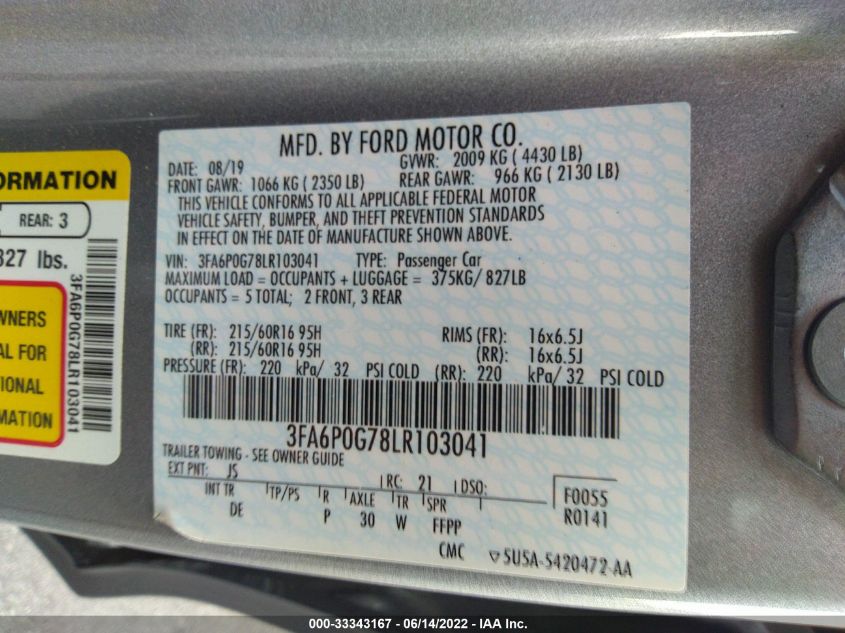 MFD. BY FORD MOTOR CO.
DATE: 08/19 GVWR: 2009 KG ( 4430 LB)
FRONT GAWR: 1066 KG ( 2350 LB) REAR GAWR: 966 KG ( 2130 LB)
THIS VEHICLE CONFORMS TO ALL APPLICABLE FEDERAL MOTOR
VEHICLE SAFETY, BUMPER, AND THEFT PREVENTION STANDARDS
IN EFFECT ON THE DATE OF MANUFACTURE SHOWN ABOVE.
VIN: 3FA6P0G78LR103041 TYPE: Passenger Car
MAXIMUM LOAD = OCCUPANTS + LUGGAGE = 375KG/ 827LB
OCCUPANTS = 5 TOTAL; 2 FRONT, 3 REAR
TIRE (FR): 215/60R16 95H RIMS (FR): 16x6.5J
(RR): 215/60R16 95H (RR): 16x6.5J
PRESSURE (FR): 220 kPa/ 32 PSI COLD (RR): 220 kPa/ 32 PSI COLD
3FA6P0G78LR103041
TRAILER TOWING - SEE OWNER GUIDE
EXT PNT: JS RC: 21 DSO:
INT TR TP/PS R AXLE TR SPR F0055
DE P 30 W FFPP R0141
CMC 5U5A-5420472-AA
ORMATION
REAR: 3
827 lbs.
3FA6P0G78LR103041
WNERS
AL FOR
TIONAL
MATION
000-33343167 - 06/14/2022 - IAA Inc.